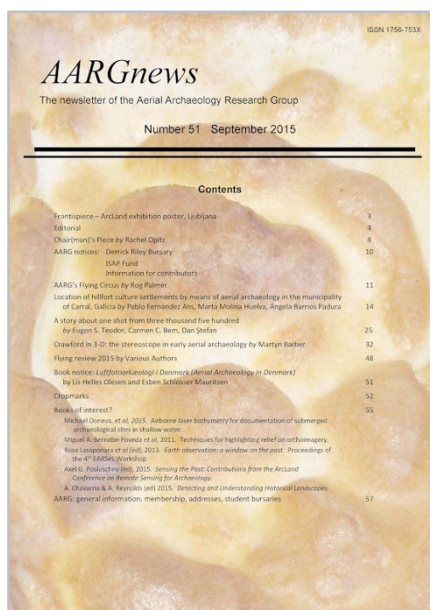 ISSN 1756-753X
AARGnews
The newsletter of the Aerial Archaeology Research Group
Number 51 September 2015
Contents
Frontispiece – ArcLand exhibition poster, Ljubljana 3
Editorial 4
Chair(man)'s Piece by Rachel Opitz 8
AARG notices: Derrick Riley Bursary 10
ISAP Fund
Information for contributors
AARG's Flying Circus by Rog Palmer 11
Location of hillfort culture settlements by means of aerial archaeology in the municipality
of Carral, Galicia by Pablo Fernández Ans, Marta Molina Huelva, Ángela Barrios Padura 14
A story about one shot from three thousand five hundred
by Eugen S. Teodor, Carmen C. Bem, Dan Ștefan 25
Crawford in 3-D: the stereoscope in early aerial archaeology by Martyn Barber 32
Flying review 2015 by Various Authors 48
Book notice: Luftfotoarkæologi i Danmark (Aerial Archaeology in Denmark)
by Lis Helles Olesen and Esben Schlosser Mauritsen 51
Cropmarks 52
Books of interest? 55
Michael Doneus, et al, 2015. Airborne laser bathymetry for documentation of submerged
archaeological sites in shallow water.
Miguel A. Bernabé-Poveda et al, 2011. Techniques for highlighting relief on orthoimagery.
Rosa Lasaponara et al (ed), 2013. Earth observation: a window on the past. Proceedings of
the 4th EARSeL Workshop
Axel G. Posluschny (ed), 2015. Sensing the Past: Contributions from the ArcLand
Conference on Remote Sensing for Archaeology.
A. Chavarria & A. Reynolds (ed) 2015. Detecting and Understanding Historical Landscapes
AARG: general information, membership, addresses, student bursaries 57